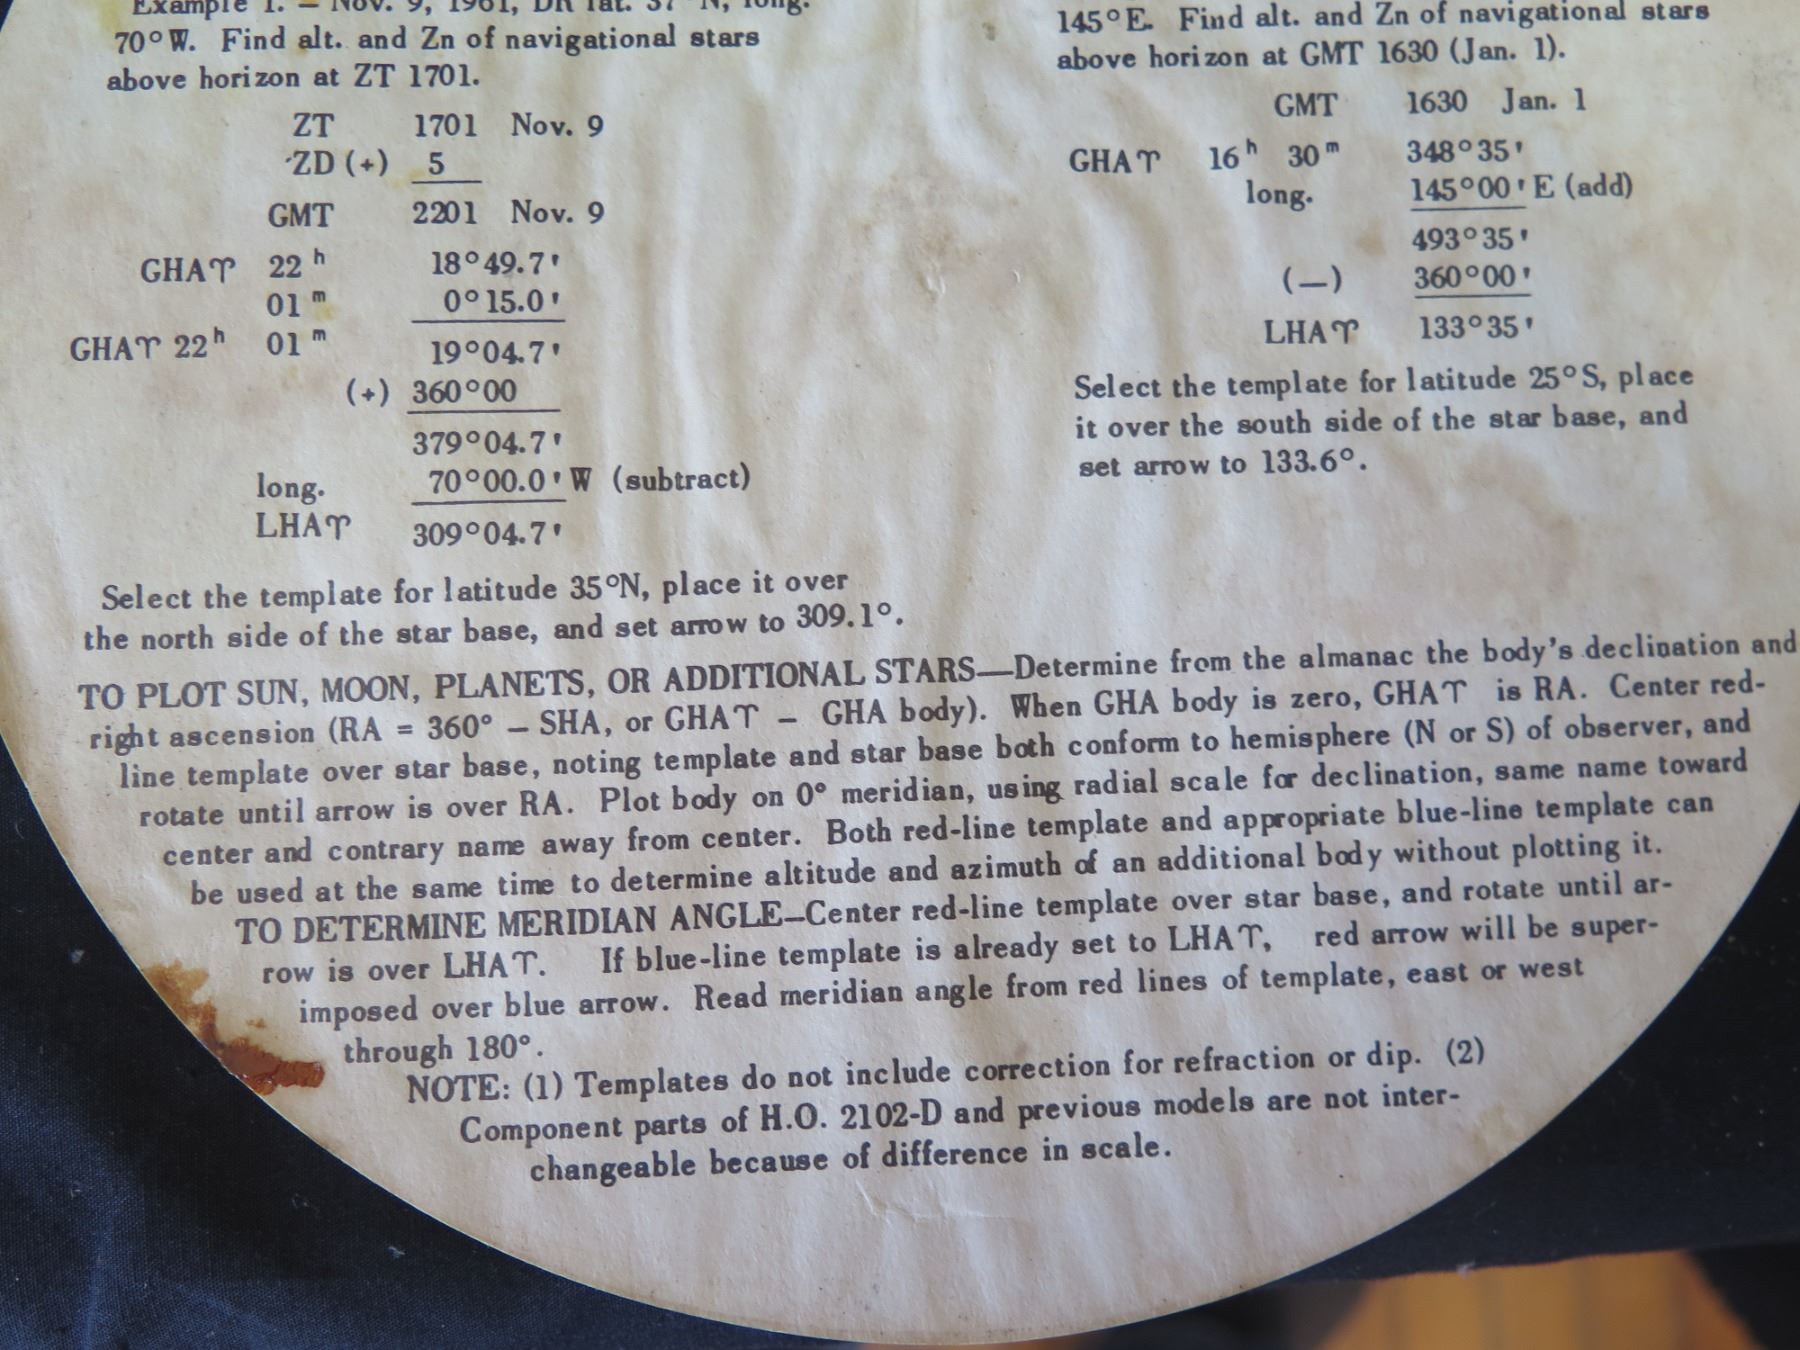 Example 1. — Nov. 9, 1961, DR lat. 37°N, long.
70°W. Find alt. and Zn of navigational stars
above horizon at ZT 1701.
ZT 1701 Nov. 9
ZD (+) 5
GMT 2201 Nov. 9
GHA♈ 22ʰ 18°49.7'
01ᵐ 0°15.0'
GHA♈ 22ʰ 01ᵐ 19°04.7'
(+) 360°00
379°04.7'
long. 70°00.0' W (subtract)
LHA♈ 309°04.7'
Select the template for latitude 35°N, place it over
the north side of the star base, and set arrow to 309.1°.
145°E. Find alt. and Zn of navigational stars
above horizon at GMT 1630 (Jan. 1).
GMT 1630 Jan. 1
GHA♈ 16ʰ 30ᵐ 348°35'
long. 145°00' E (add)
493°35'
(—) 360°00'
LHA♈ 133°35'
Select the template for latitude 25°S, place
it over the south side of the star base, and
set arrow to 133.6°.
TO PLOT SUN, MOON, PLANETS, OR ADDITIONAL STARS—Determine from the almanac the body's declination and
right ascension (RA = 360° – SHA, or GHA♈ – GHA body). When GHA body is zero, GHA♈ is RA. Center red-
line template over star base, noting template and star base both conform to hemisphere (N or S) of observer, and
rotate until arrow is over RA. Plot body on 0° meridian, using radial scale for declination, same name toward
center and contrary name away from center. Both red-line template and appropriate blue-line template can
be used at the same time to determine altitude and azimuth of an additional body without plotting it.
TO DETERMINE MERIDIAN ANGLE—Center red-line template over star base, and rotate until ar-
row is over LHA♈. If blue-line template is already set to LHA♈, red arrow will be super-
imposed over blue arrow. Read meridian angle from red lines of template, east or west
through 180°.
NOTE: (1) Templates do not include correction for refraction or dip. (2)
Component parts of H.O. 2102-D and previous models are not inter-
changeable because of difference in scale.